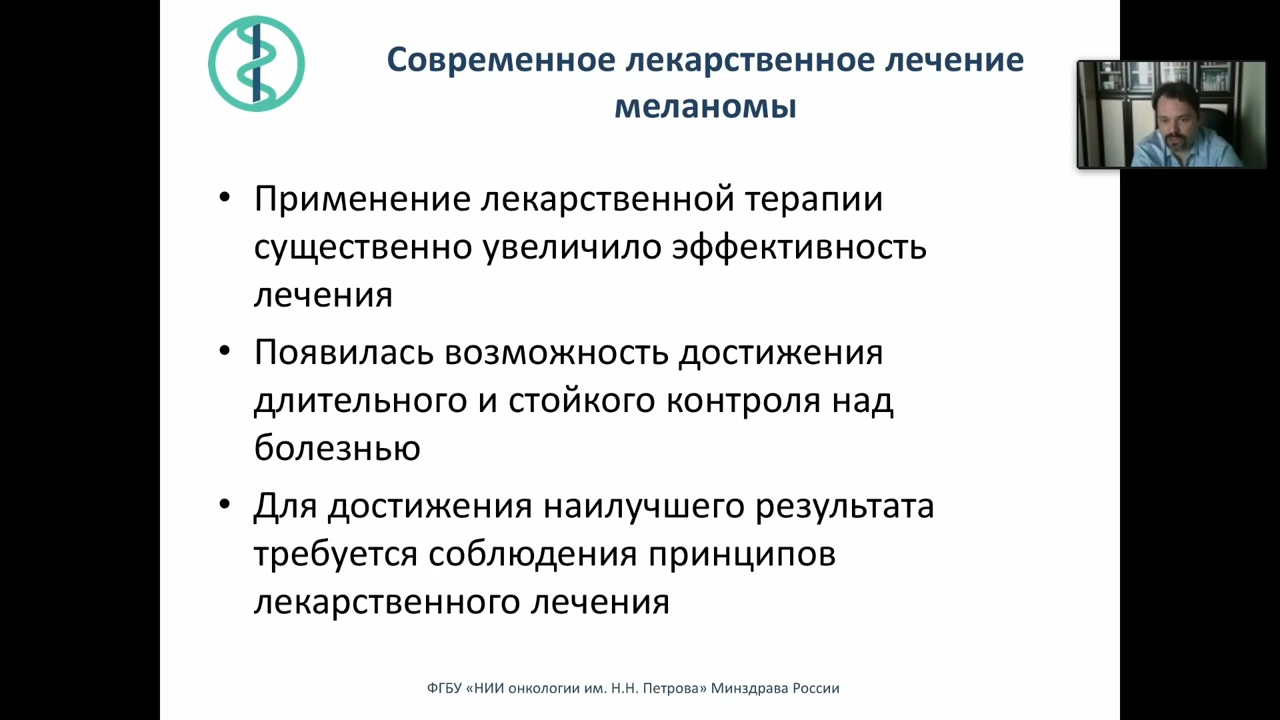 Современное лекарственное лечение
меланомы
• Применение лекарственной терапии
существенно увеличило эффективность
лечения
• Появилась возможность достижения
длительного и стойкого контроля над
болезнью
• Для достижения наилучшего результата
требуется соблюдения принципов
лекарственного лечения
ФГБУ «НИИ онкологии им. Н.Н. Петрова» Минздрава России